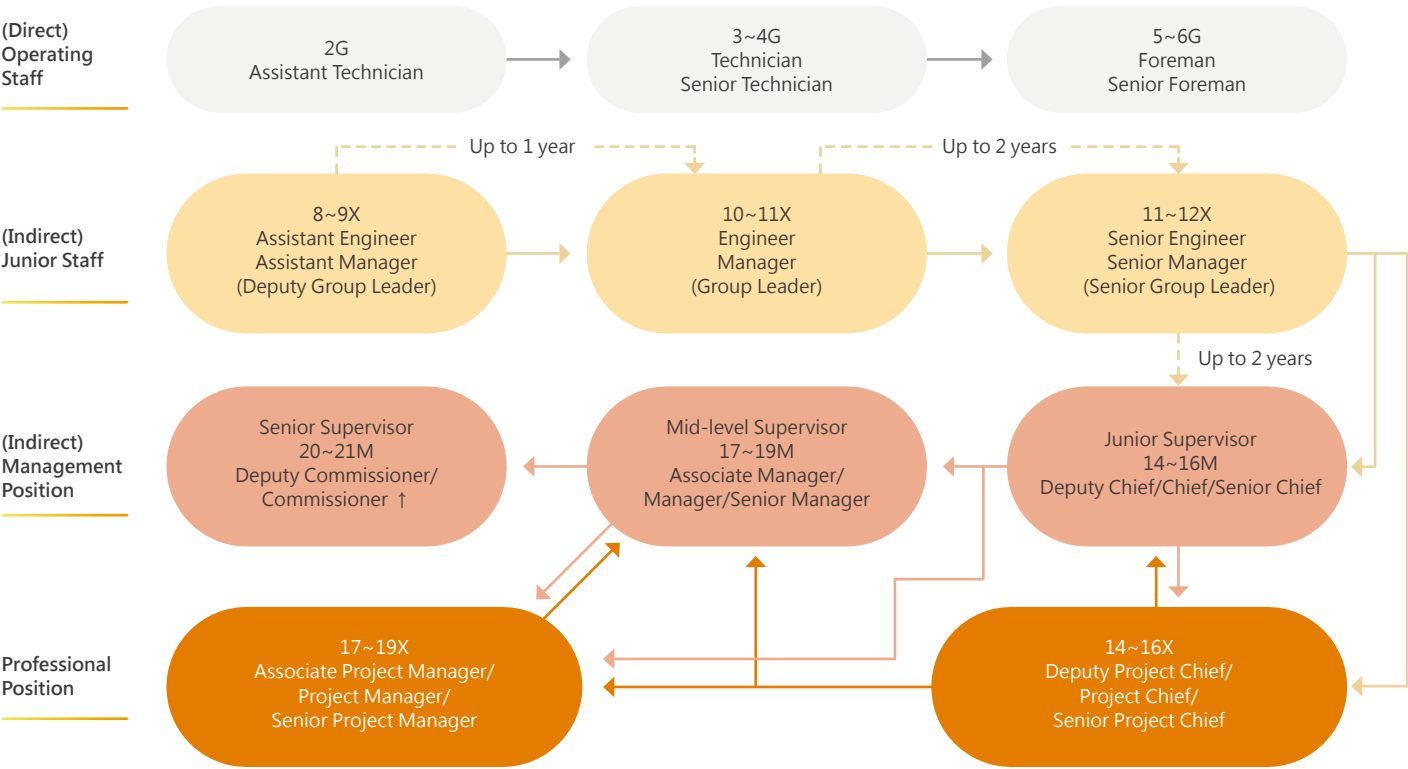 (Direct)
Operating
Staff
2G
Assistant Technician
3~4G
Technician
Senior Technician
5~6G
Foreman
Senior Foreman
Up to 1 year
Up to 2 years
(Indirect)
Junior Staff
8~9X
Assistant Engineer
Assistant Manager
(Deputy Group Leader)
10~11X
Engineer
Manager
(Group Leader)
11~12X
Senior Engineer
Senior Manager
(Senior Group Leader)
Up to 2 years
(Indirect)
Management
Position
Senior Supervisor
20~21M
Deputy Commissioner/
Commissioner ↑
Mid-level Supervisor
17~19M
Associate Manager/
Manager/Senior Manager
Junior Supervisor
14~16M
Deputy Chief/Chief/Senior Chief
Professional
Position
17~19X
Associate Project Manager/
Project Manager/
Senior Project Manager
14~16X
Deputy Project Chief/
Project Chief/
Senior Project Chief